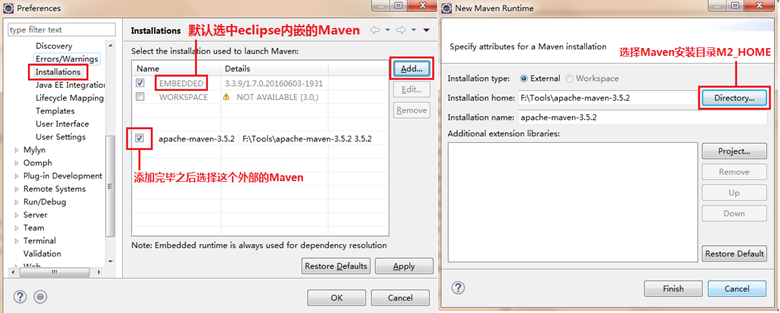 Preferences
type filter text
Discovery
Errors/Warnings
Installations
Java EE Integration
Lifecycle Mapping
Templates
User Interface
User Settings
Mylyn
Oomph
Plug-in Development
Remote Systems
Run/Debug
Server
Team
Terminal
Validation
Web
Installations
默认选中eclipse内嵌的Maven
Select the installation used to launch Maven:
Name Details
EMBEDDED 3.3.9/1.7.0.20160603-1931
WORKSPACE NOT AVAILABLE [3.0,)
apache-maven-3.5.2 F:\Tools\apache-maven-3.5.2 3.5.2
添加完毕之后选择这个外部的Maven
Add...
Edit...
Remove
Note: Embedded runtime is always used for dependency resolution
Restore Defaults Apply
OK Cancel
New Maven Runtime
Specify attributes for a Maven installation
选择Maven安装目录M2_HOME
Installation type: External Workspace
Installation home: F:\Tools\apache-maven-3.5.2 Directory...
Installation name: apache-maven-3.5.2
Additional extension libraries:
Project...
Remove
Up
Down
Restore Default
Finish Cancel